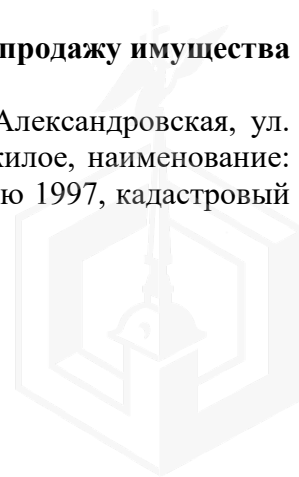 продажу имущества
Александровская, ул.
жилое, наименование:
ю 1997, кадастровый